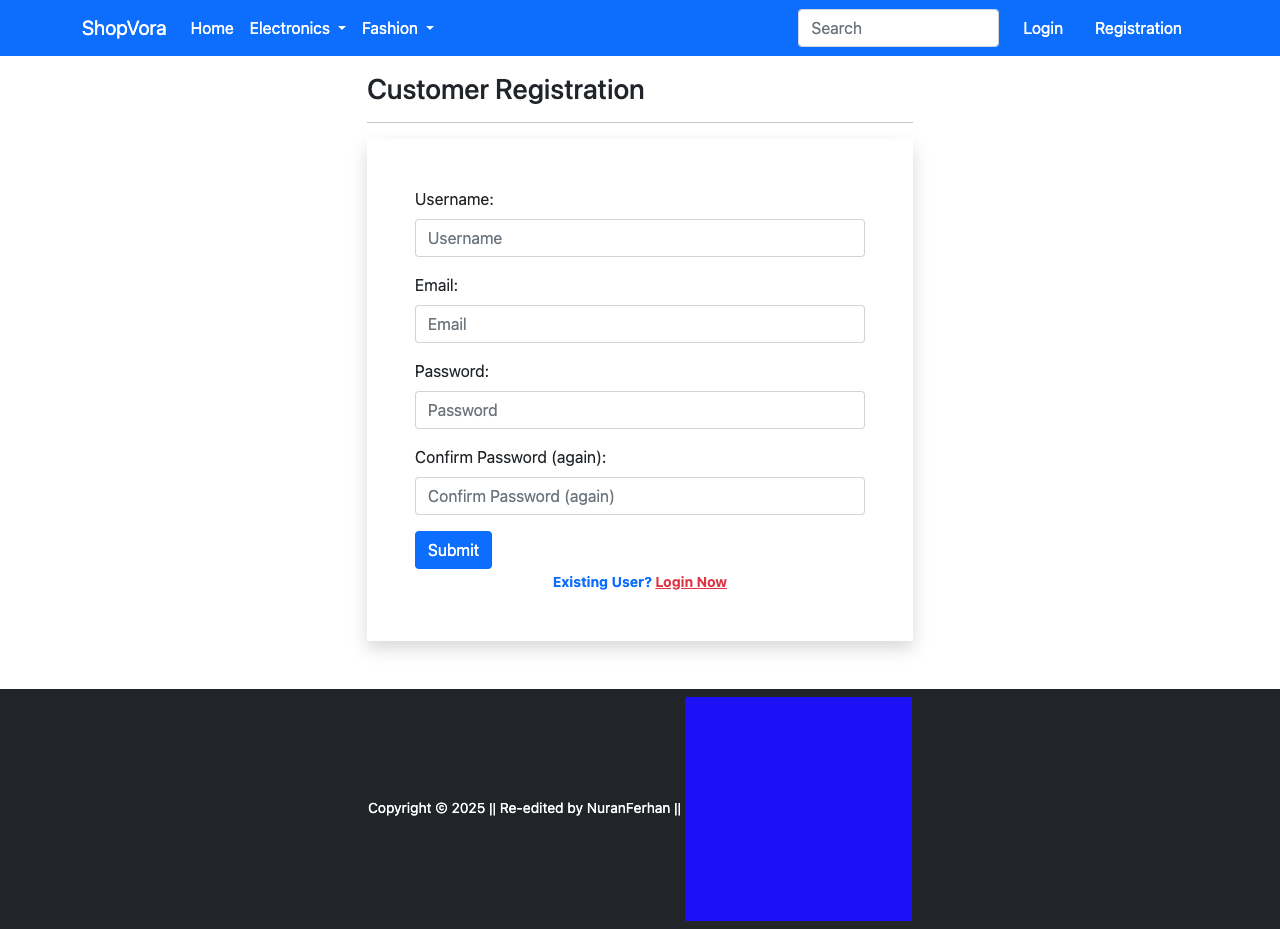 ShopVora Home Electronics Fashion Search Login Registration
Customer Registration
Username:
Username
Email:
Email
Password:
Password
Confirm Password (again):
Confirm Password (again)
Submit
Existing User? Login Now
Copyright © 2025 || Re-edited by NuranFerhan ||